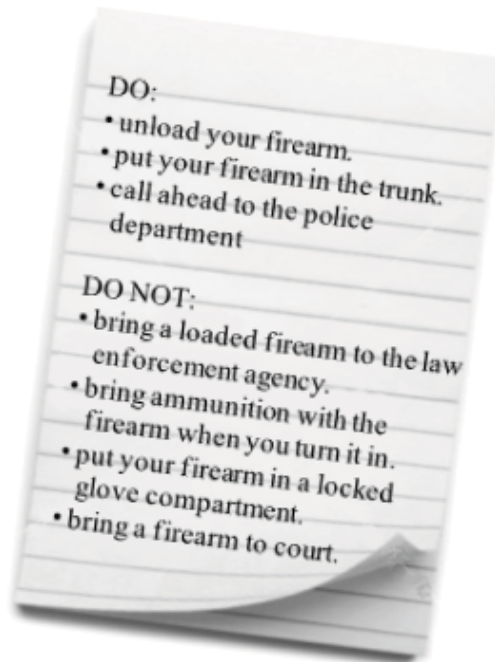 DO:
• unload your firearm.
• put your firearm in the trunk.
• call ahead to the police
department
DO NOT:
• bring a loaded firearm to the law
enforcement agency.
• bring ammunition with the
firearm when you turn it in.
• put your firearm in a locked
glove compartment.
• bring a firearm to court.